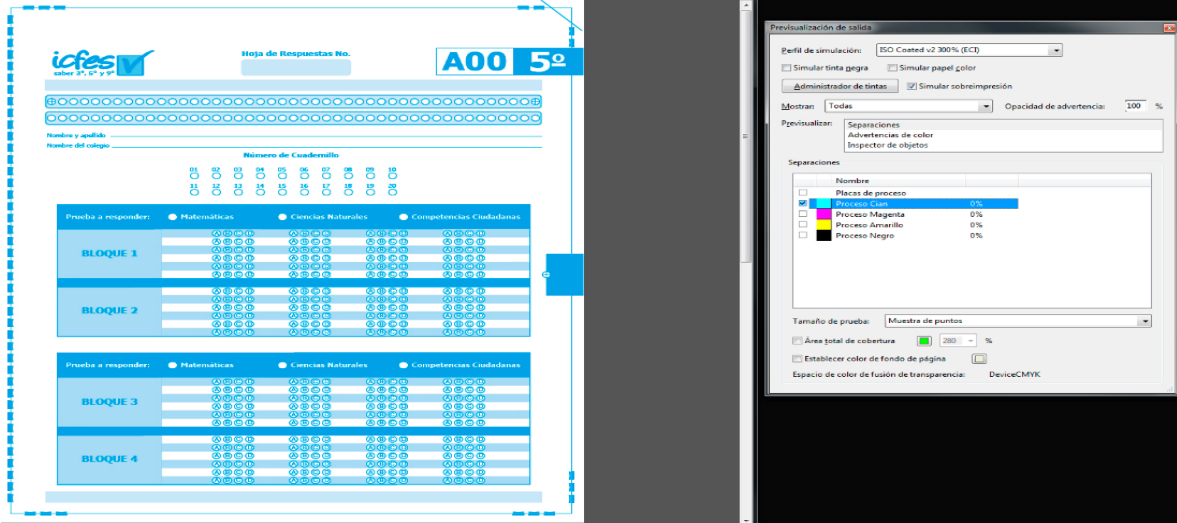 icfes
saber 3º, 5º y 9º
Hoja de Respuestas No.
A00 5º
Nombre y apellido
Nombre del colegio
Número de Cuadernillo
01 02 03 04 05 06 07 08 09 10
11 12 13 14 15 16 17 18 19 20
Prueba a responder: Matemáticas Ciencias Naturales Competencias Ciudadanas
BLOQUE 1
A B C D A B C D A B C D A B C D
A B C D A B C D A B C D A B C D
A B C D A B C D A B C D A B C D
A B C D A B C D A B C D A B C D
A B C D A B C D A B C D A B C D
A B C D A B C D A B C D A B C D
BLOQUE 2
A B C D A B C D A B C D A B C D
A B C D A B C D A B C D A B C D
A B C D A B C D A B C D A B C D
A B C D A B C D A B C D A B C D
A B C D A B C D A B C D A B C D
A B C D A B C D A B C D A B C D
Prueba a responder: Matemáticas Ciencias Naturales Competencias Ciudadanas
BLOQUE 3
A B C D A B C D A B C D A B C D
A B C D A B C D A B C D A B C D
A B C D A B C D A B C D A B C D
A B C D A B C D A B C D A B C D
A B C D A B C D A B C D A B C D
A B C D A B C D A B C D A B C D
BLOQUE 4
A B C D A B C D A B C D A B C D
A B C D A B C D A B C D A B C D
A B C D A B C D A B C D A B C D
A B C D A B C D A B C D A B C D
A B C D A B C D A B C D A B C D
A B C D A B C D A B C D A B C D
Previsualización de salida
Perfil de simulación: ISO Coated v2 300% (ECI)
Simular tinta negra Simular papel color
Administrador de tintas Simular sobreimpresión
Mostrar: Todas Opacidad de advertencia: 100 %
Previsualizar: Separaciones
Advertencias de color
Inspector de objetos
Separaciones
Nombre
Placas de proceso
Proceso Cian 0%
Proceso Magenta 0%
Proceso Amarillo 0%
Proceso Negro 0%
Tamaño de prueba: Muestra de puntos
Área total de cobertura 280 %
Establecer color de fondo de página
Espacio de color de fusión de transparencia: DeviceCMYK